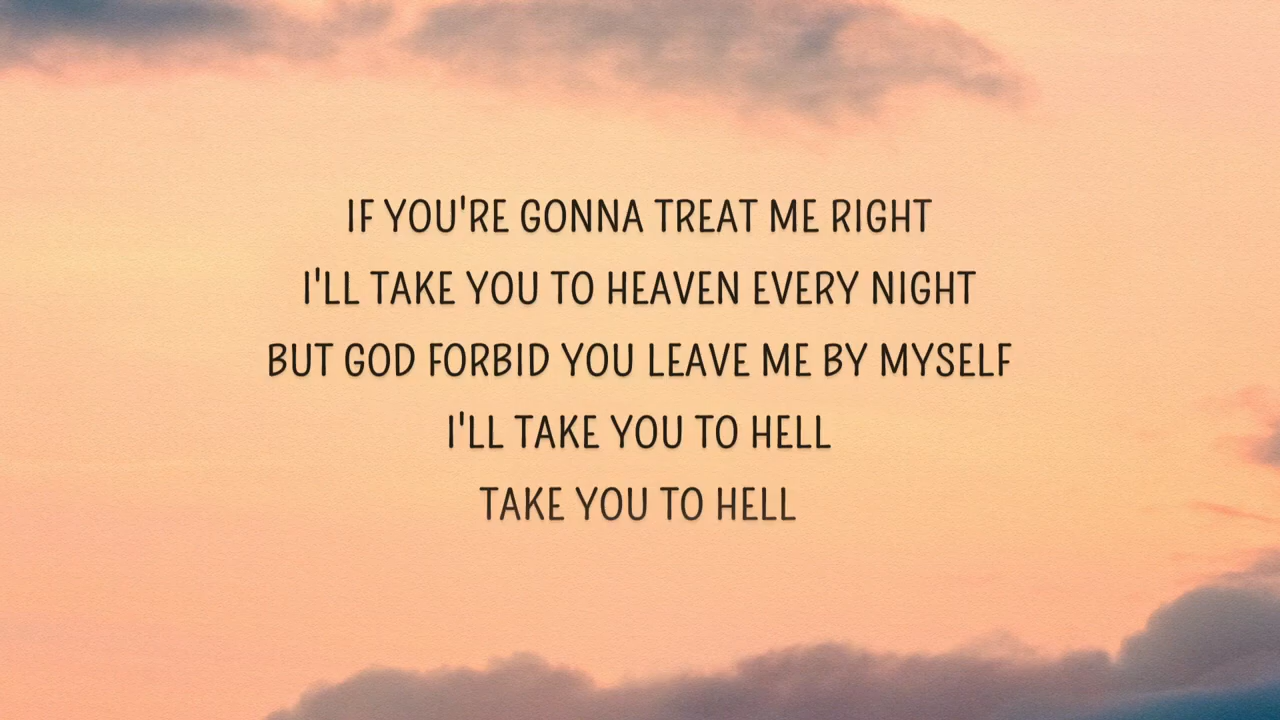 IF YOU'RE GONNA TREAT ME RIGHT
I'LL TAKE YOU TO HEAVEN EVERY NIGHT
BUT GOD FORBID YOU LEAVE ME BY MYSELF
I'LL TAKE YOU TO HELL
TAKE YOU TO HELL